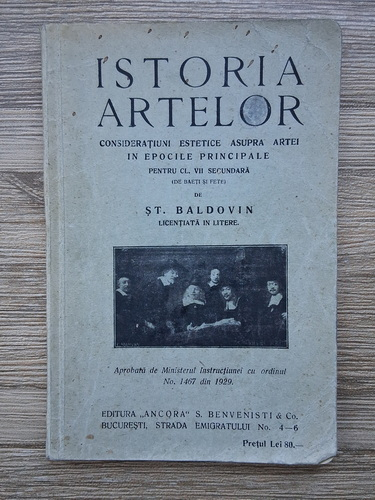 ISTORIA
ARTELOR
CONSIDERAȚIUNI ESTETICE ASUPRA ARTEI
IN EPOCILE PRINCIPALE
PENTRU CL. VII SECUNDARĂ
(DE BAETI ȘI FETE)
DE
ȘT. BALDOVIN
LICENȚIATĂ IN LITERE.
Aprobată de Ministerul Instrucțiunei cu ordinul
No. 1467 din 1929.
EDITURA „ANCORA" S. BENVENISTI & Co.
BUCUREȘTI, STRADA EMIGRATULUI No. 4—6
Prețul Lei 80.—